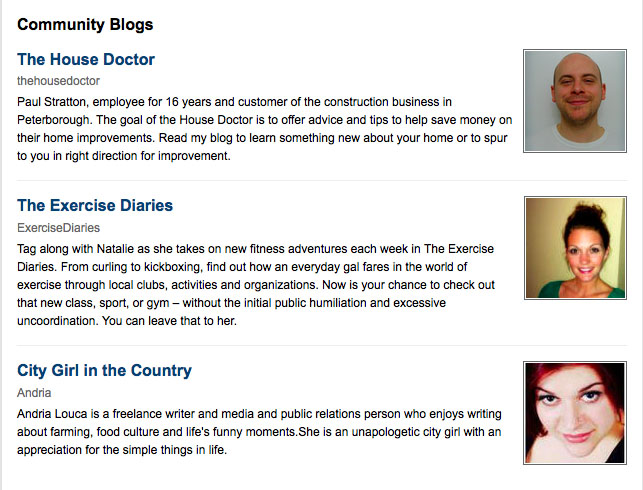 Community Blogs
The House Doctor
thehousedoctor
Paul Stratton, employee for 16 years and customer of the construction business in
Peterborough. The goal of the House Doctor is to offer advice and tips to help save money on
their home improvements. Read my blog to learn something new about your home or to spur
to you in right direction for improvement.
The Exercise Diaries
ExerciseDiaries
Tag along with Natalie as she takes on new fitness adventures each week in The Exercise
Diaries. From curling to kickboxing, find out how an everyday gal fares in the world of
exercise through local clubs, activities and organizations. Now is your chance to check out
that new class, sport, or gym – without the initial public humiliation and excessive
uncoordination. You can leave that to her.
City Girl in the Country
Andria
Andria Louca is a freelance writer and media and public relations person who enjoys writing
about farming, food culture and life's funny moments.She is an unapologetic city girl with an
appreciation for the simple things in life.